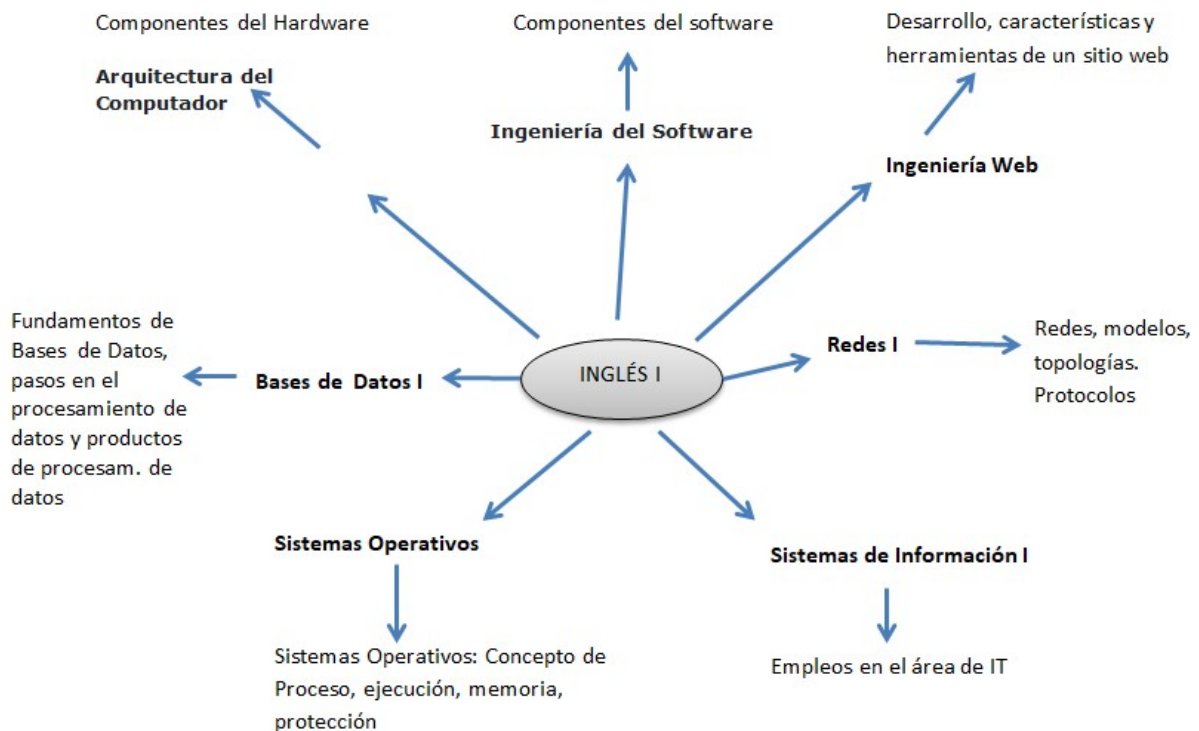 Componentes del Hardware
Arquitectura del
Computador
Componentes del software
Ingeniería del Software
Desarrollo, características y
herramientas de un sitio web
Ingeniería Web
Fundamentos de
Bases de Datos,
pasos en el
procesamiento de
datos y productos
de procesam. de
datos
Bases de Datos I
INGLÉS I
Redes I
Redes, modelos,
topologías.
Protocolos
Sistemas Operativos
Sistemas Operativos: Concepto de
Proceso, ejecución, memoria,
protección
Sistemas de Información I
Empleos en el área de IT